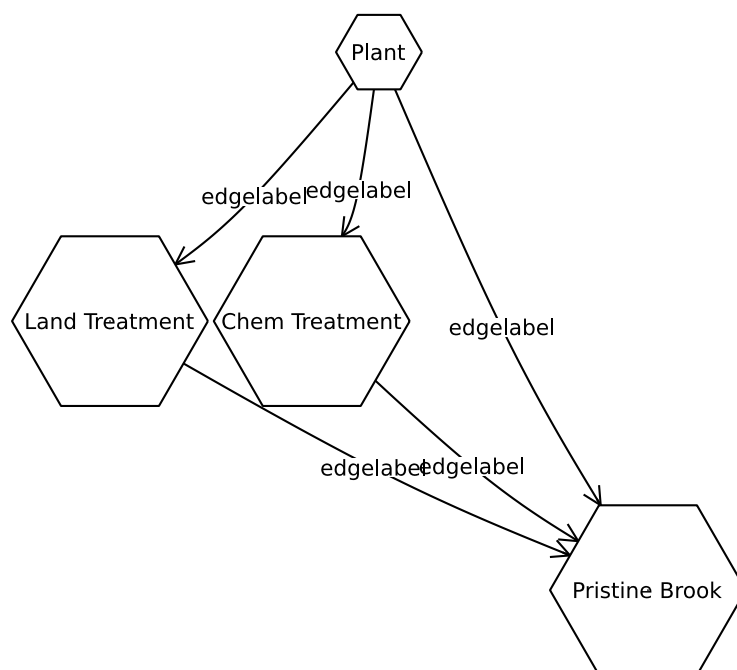 Plant
edgelabel
edgelabel
Land Treatment
Chem Treatment
edgelabel
edgelabel
edgelabel
Pristine Brook